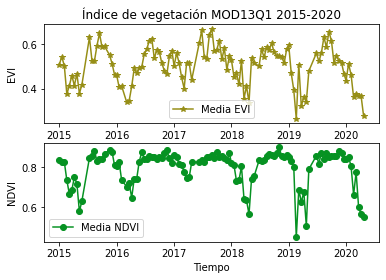 Índice de vegetación MOD13Q1 2015-2020
0.6
0.4
EVI
Media EVI
2015 2016 2017 2018 2019 2020
0.8
0.6
NDVI
Media NDVI
2015 2016 2017 2018 2019 2020
Tiempo